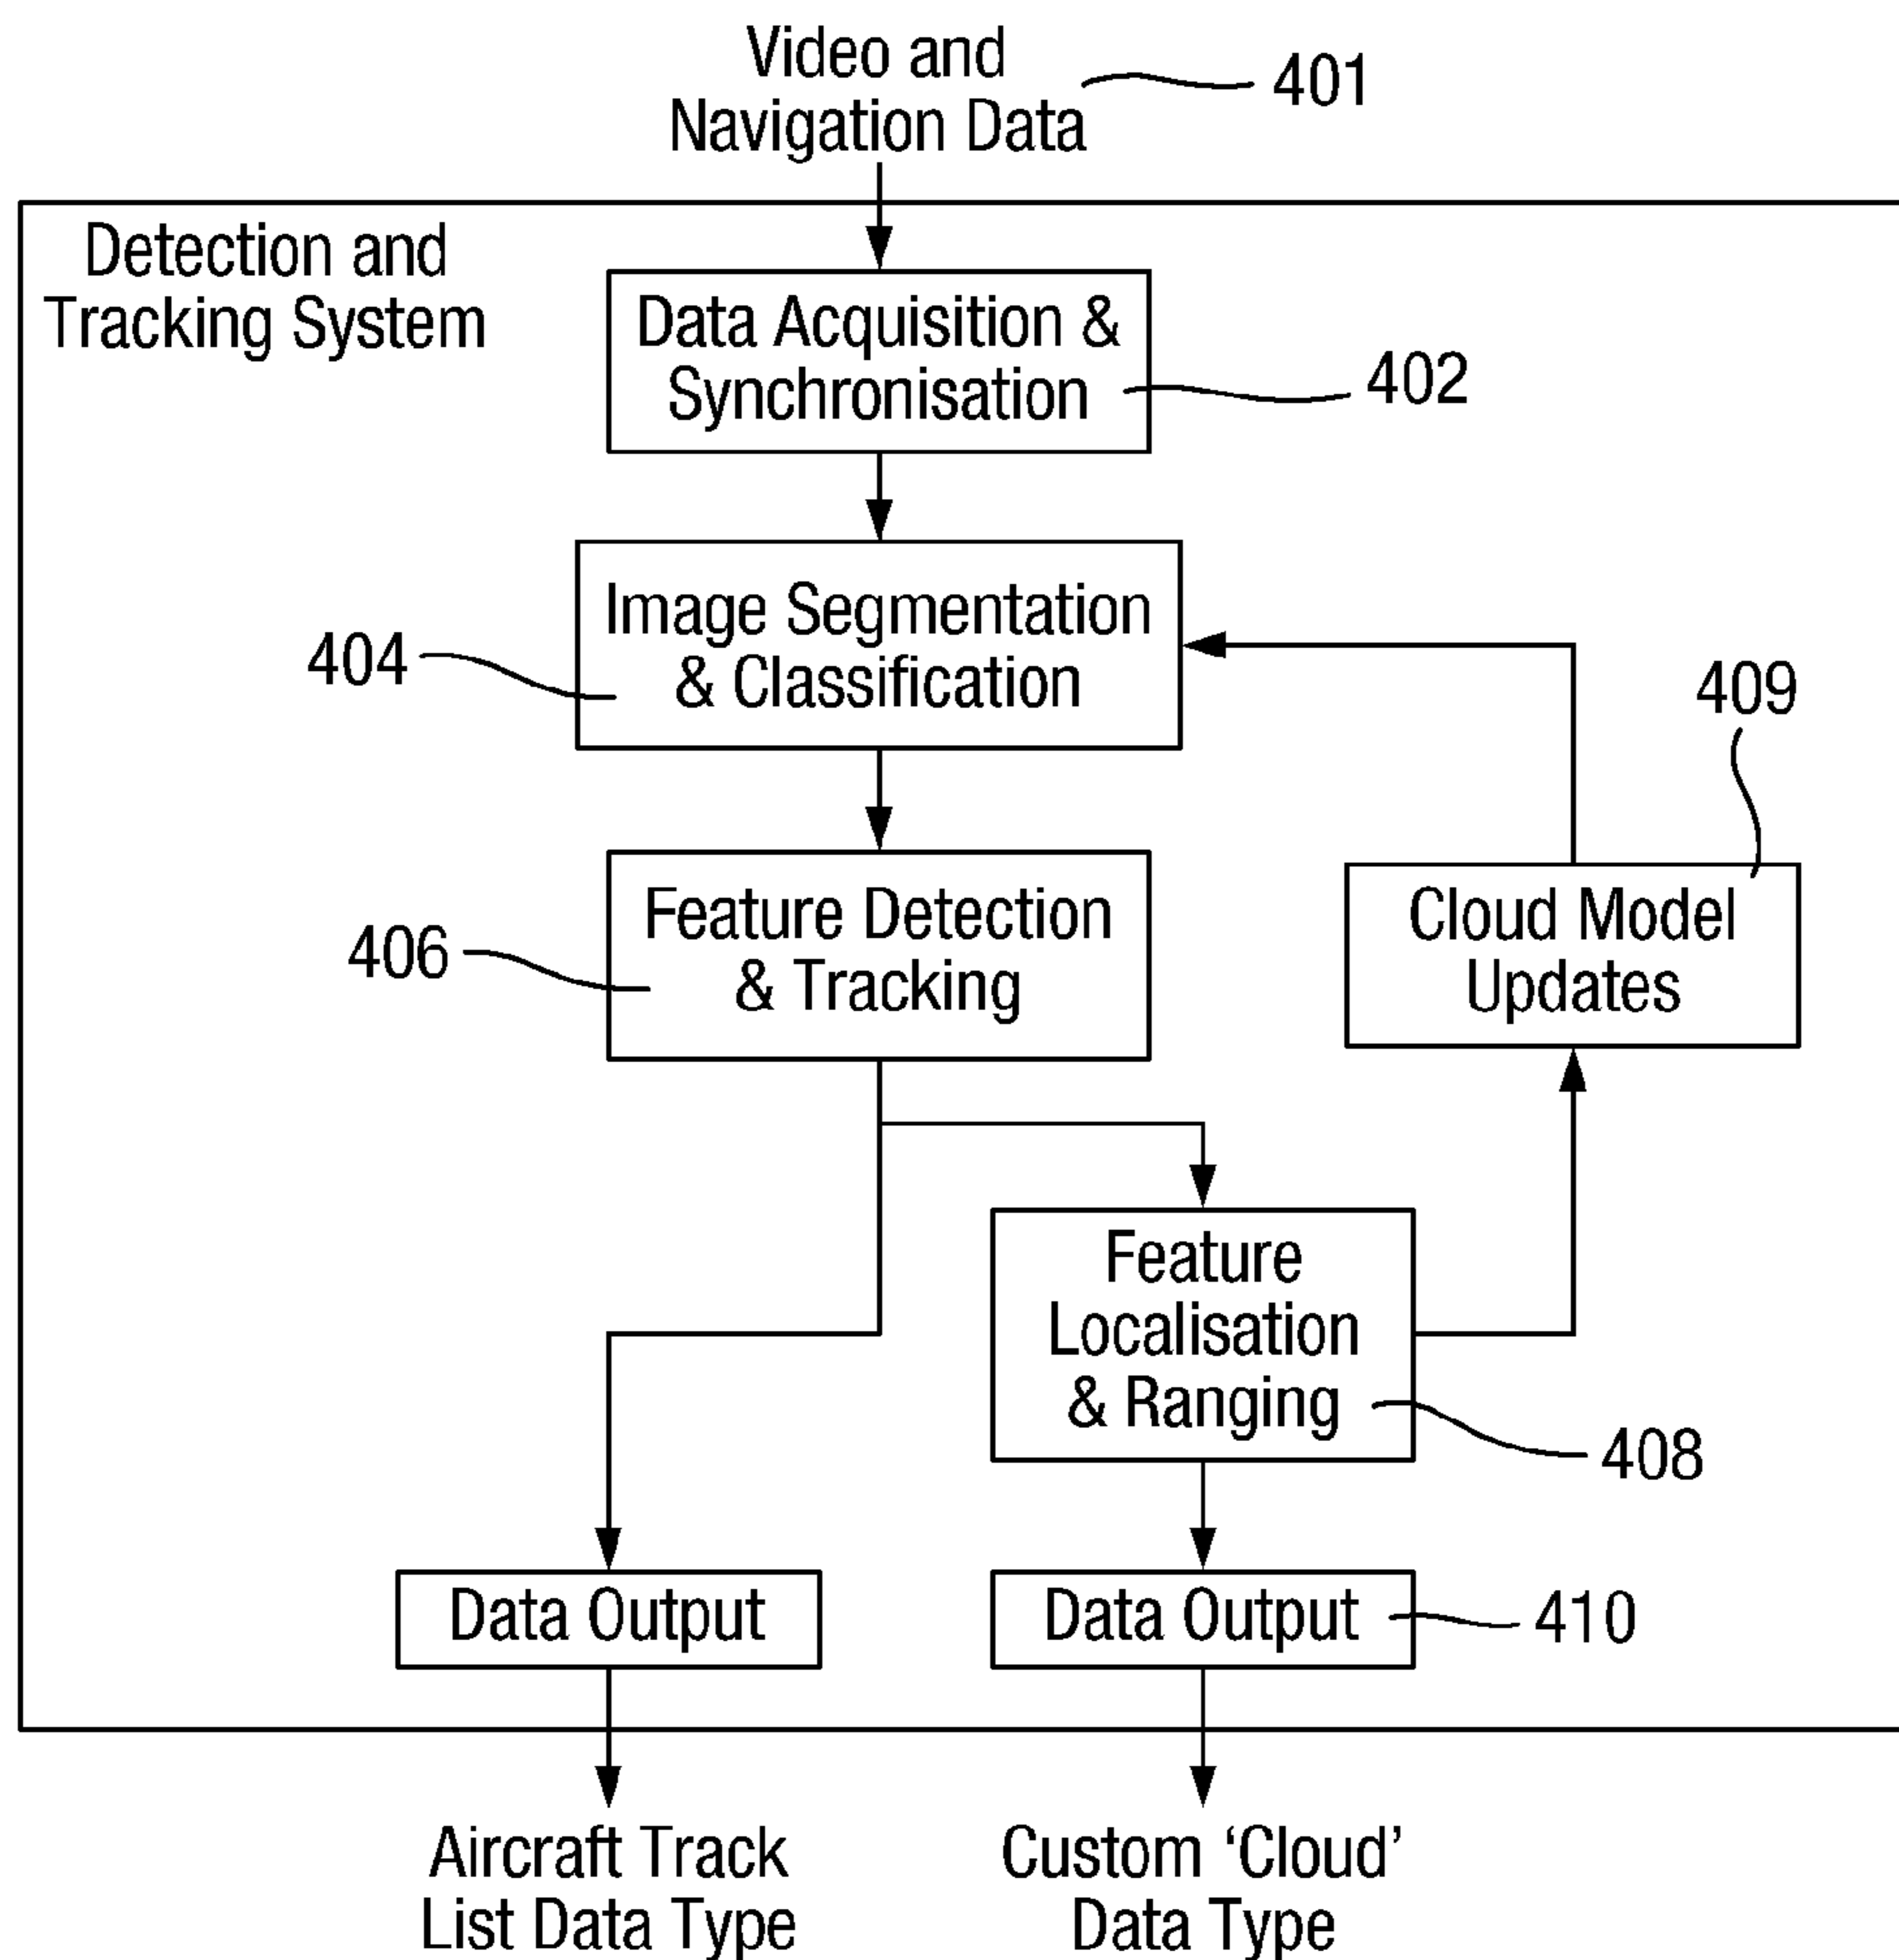 Video and
Navigation Data
401
Detection and
Tracking System
Data Acquisition &
Synchronisation
402
Image Segmentation
& Classification
404
409
Feature Detection
& Tracking
406
Cloud Model
Updates
Feature
Localisation
& Ranging
408
Data Output
Data Output
410
Aircraft Track
List Data Type
Custom ‘Cloud’
Data Type